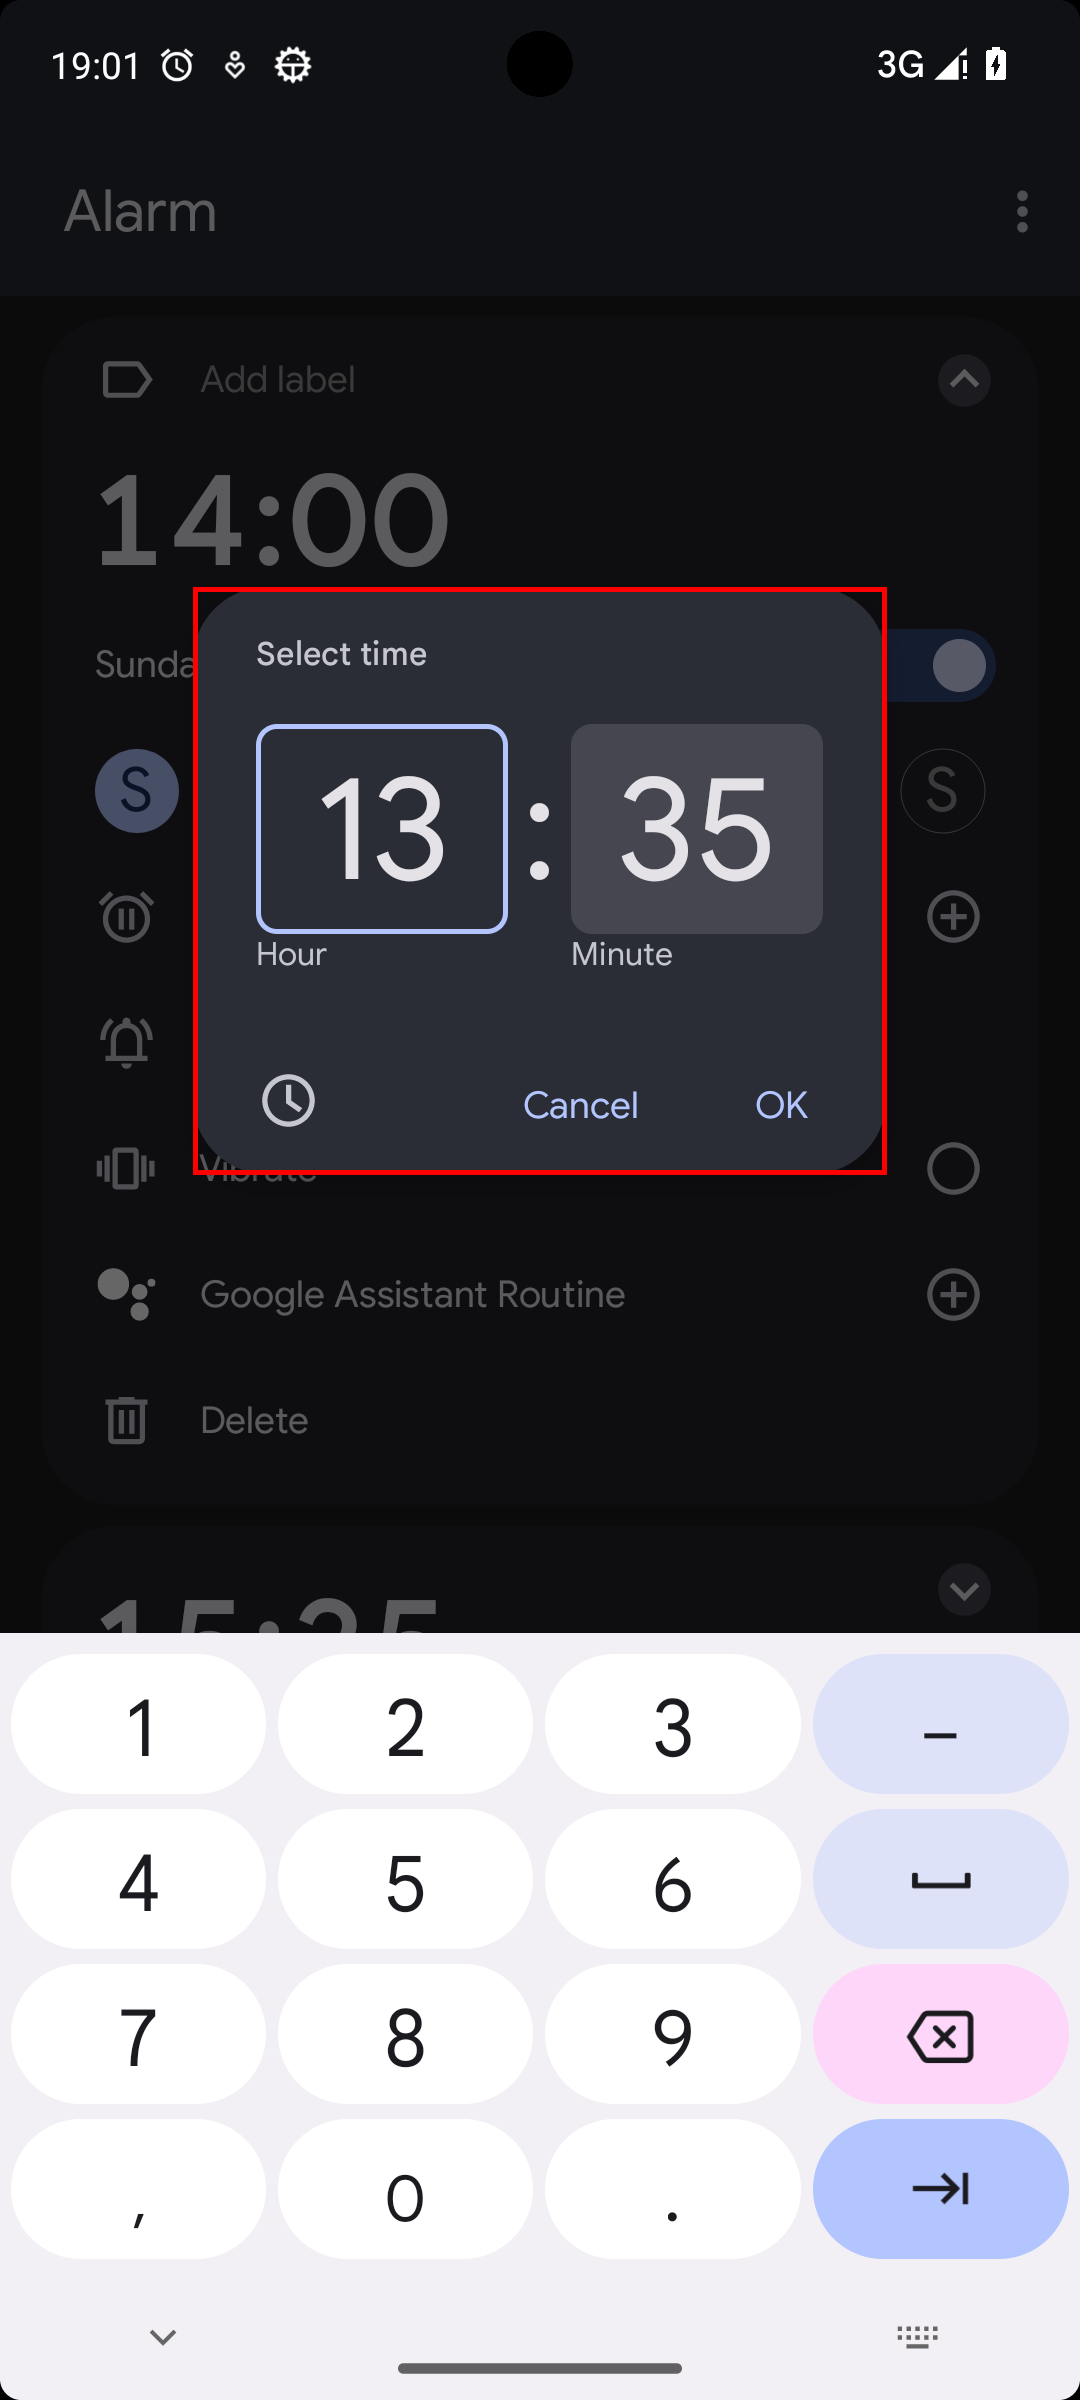 19:01
3G
Alarm
Add label
14:00
Select time
Sunda
13:35
S
S
Hour
Minute
Cancel
OK
Vibrate
Google Assistant Routine
Delete
15:35
1
2
3
–
4
5
6
7
8
9
,
0
.